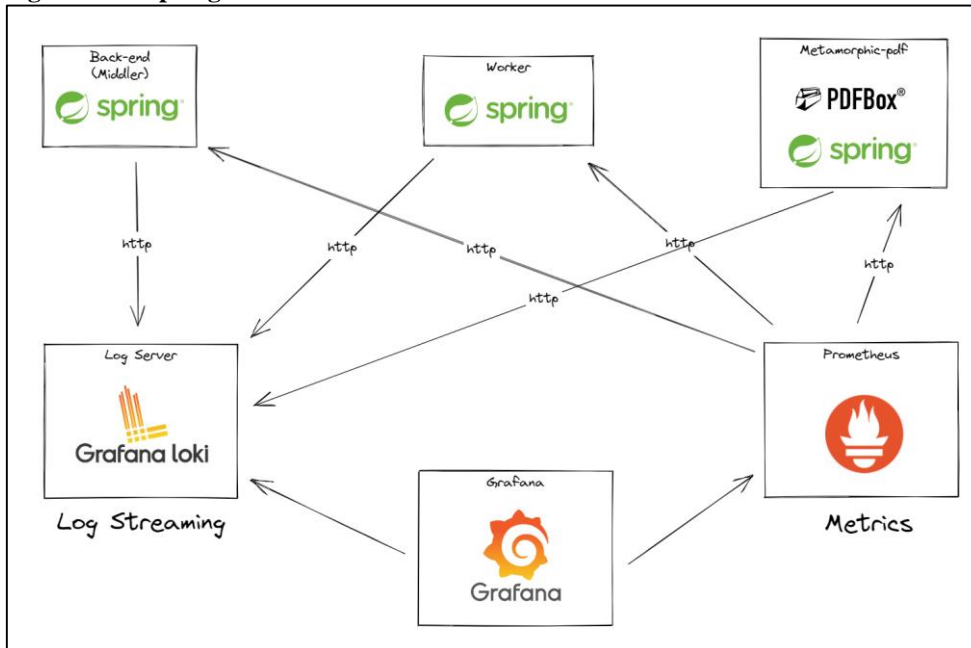 Back-end
(Middler)
spring
Worker
spring
Metamorphic-pdf
PDFBox®
spring
http
http
http
http
http
http
Log Server
Grafana loki
Log Streaming
Grafana
Grafana
Prometheus
Metrics